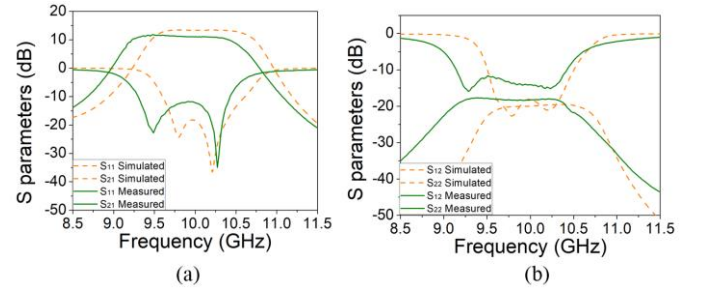 20
10
0
-10
-20
-30
-40
-50
S parameters (dB)
S11 Simulated
S21 Simulated
S11 Measured
S21 Measured
8.5 9.0 9.5 10.0 10.5 11.0 11.5
Frequency (GHz)
(a)
0
-10
-20
-30
-40
-50
S parameters (dB)
S12 Simulated
S22 Simulated
S12 Measured
S22 Measured
8.5 9.0 9.5 10.0 10.5 11.0 11.5
Frequency (GHz)
(b)